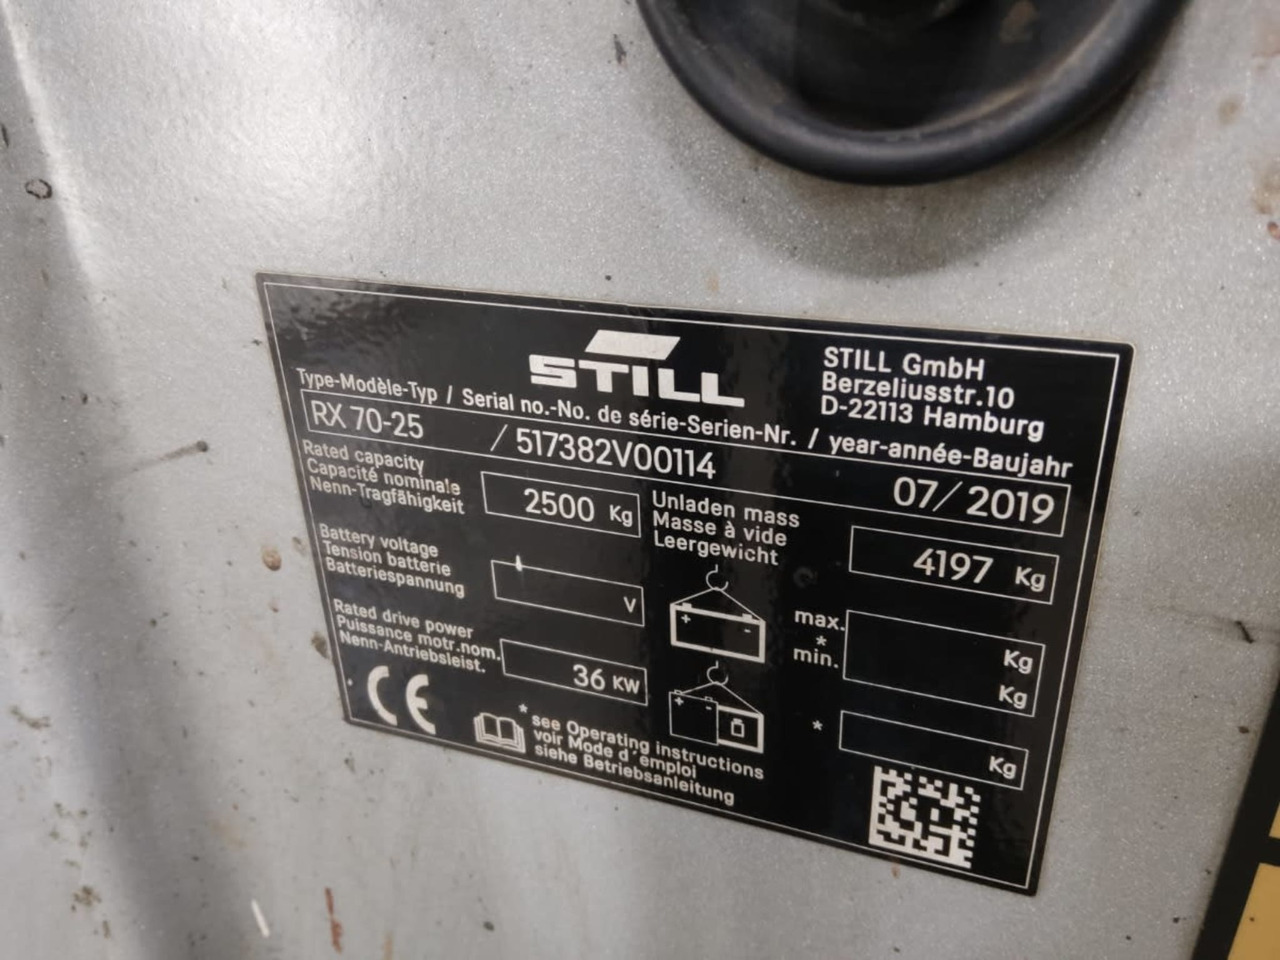 STILL
STILL GmbH
Berzeliusstr.10
D-22113 Hamburg
Type-Modèle-Typ / Serial no.-No. de série-Serien-Nr. / year-année-Baujahr
RX 70-25 / 517382V00114 07/2019
Rated capacity
Capacité nominale
Nenn-Tragfähigkeit
2500 Kg
Unladen mass
Masse à vide
Leergewicht
4197 Kg
Battery voltage
Tension batterie
Batteriespannung
V
+ -
max.
*
min.
Kg
Kg
Rated drive power
Puissance motr.nom.
Nenn-Antriebsleist.
36 KW
+ -
*
Kg
CE
* see Operating instructions
voir Mode d'emploi
siehe Betriebsanleitung